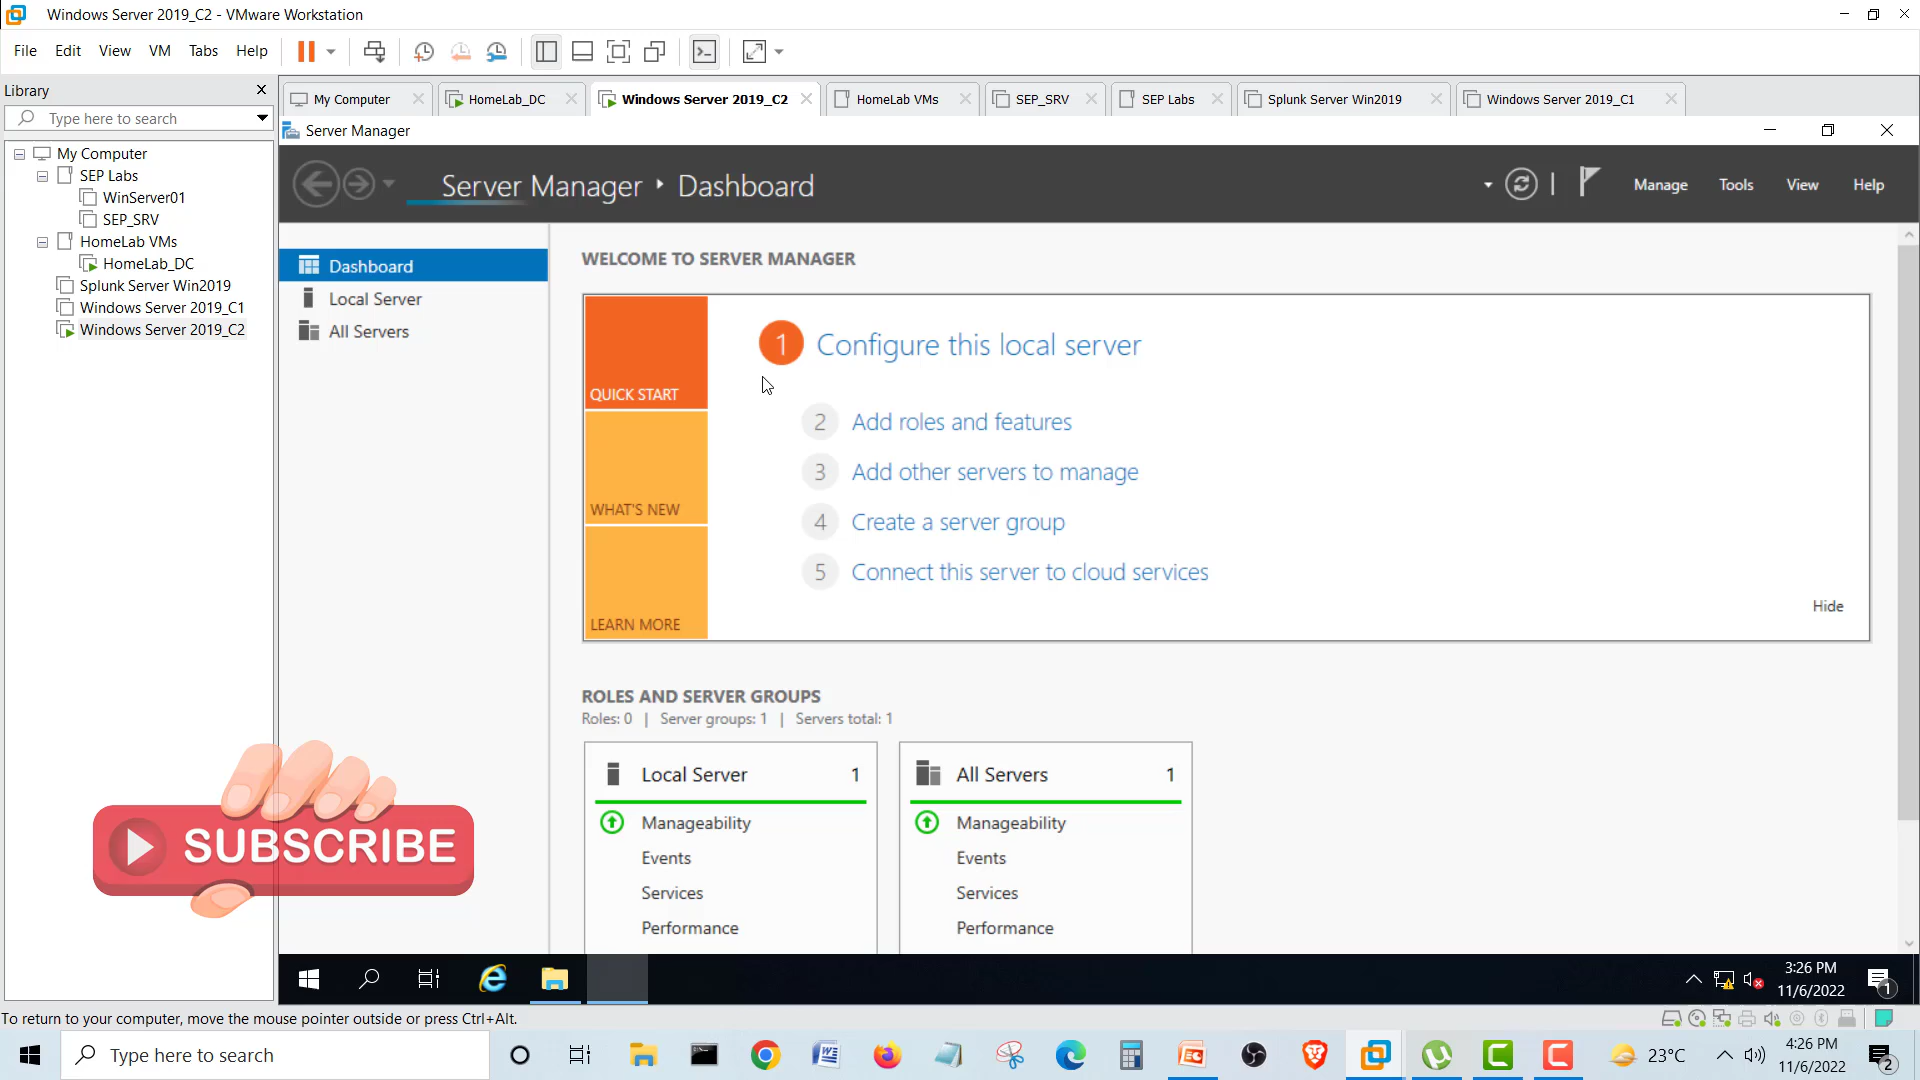 Windows Server 2019_C2 - VMware Workstation
File Edit View VM Tabs Help
Library
Type here to search
My Computer
SEP Labs
WinServer01
SEP_SRV
HomeLab VMs
HomeLab_DC
Splunk Server Win2019
Windows Server 2019_C1
Windows Server 2019_C2
My Computer HomeLab_DC Windows Server 2019_C2 HomeLab VMs SEP_SRV SEP Labs Splunk Server Win2019 Windows Server 2019_C1
Server Manager
Server Manager Dashboard
Manage Tools View Help
Dashboard
Local Server
All Servers
WELCOME TO SERVER MANAGER
QUICK START
WHAT'S NEW
LEARN MORE
1 Configure this local server
2 Add roles and features
3 Add other servers to manage
4 Create a server group
5 Connect this server to cloud services
Hide
ROLES AND SERVER GROUPS
Roles: 0 | Server groups: 1 | Servers total: 1
Local Server 1
Manageability
Events
Services
Performance
All Servers 1
Manageability
Events
Services
Performance
SUBSCRIBE
3:26 PM
11/6/2022
1
To return to your computer, move the mouse pointer outside or press Ctrl+Alt.
Type here to search
23°C
4:26 PM
11/6/2022
2